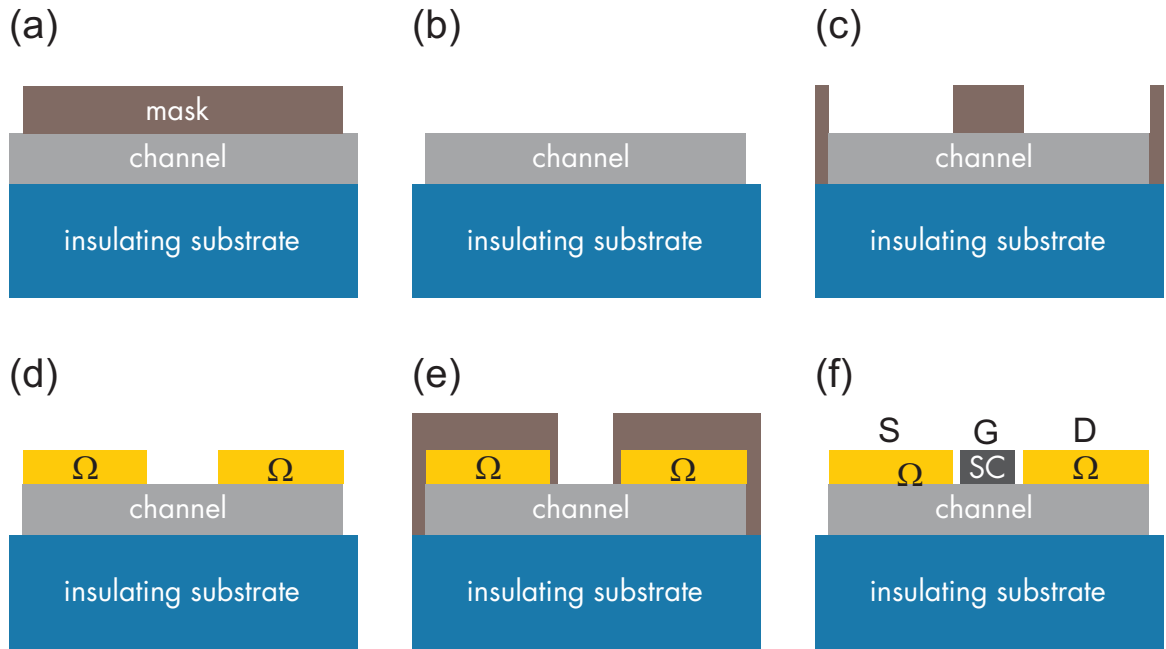 (a)
mask
channel
insulating substrate
(b)
channel
insulating substrate
(c)
channel
insulating substrate
(d)
Ω Ω
channel
insulating substrate
(e)
Ω Ω
channel
insulating substrate
(f)
S G D
Ω SC Ω
channel
insulating substrate